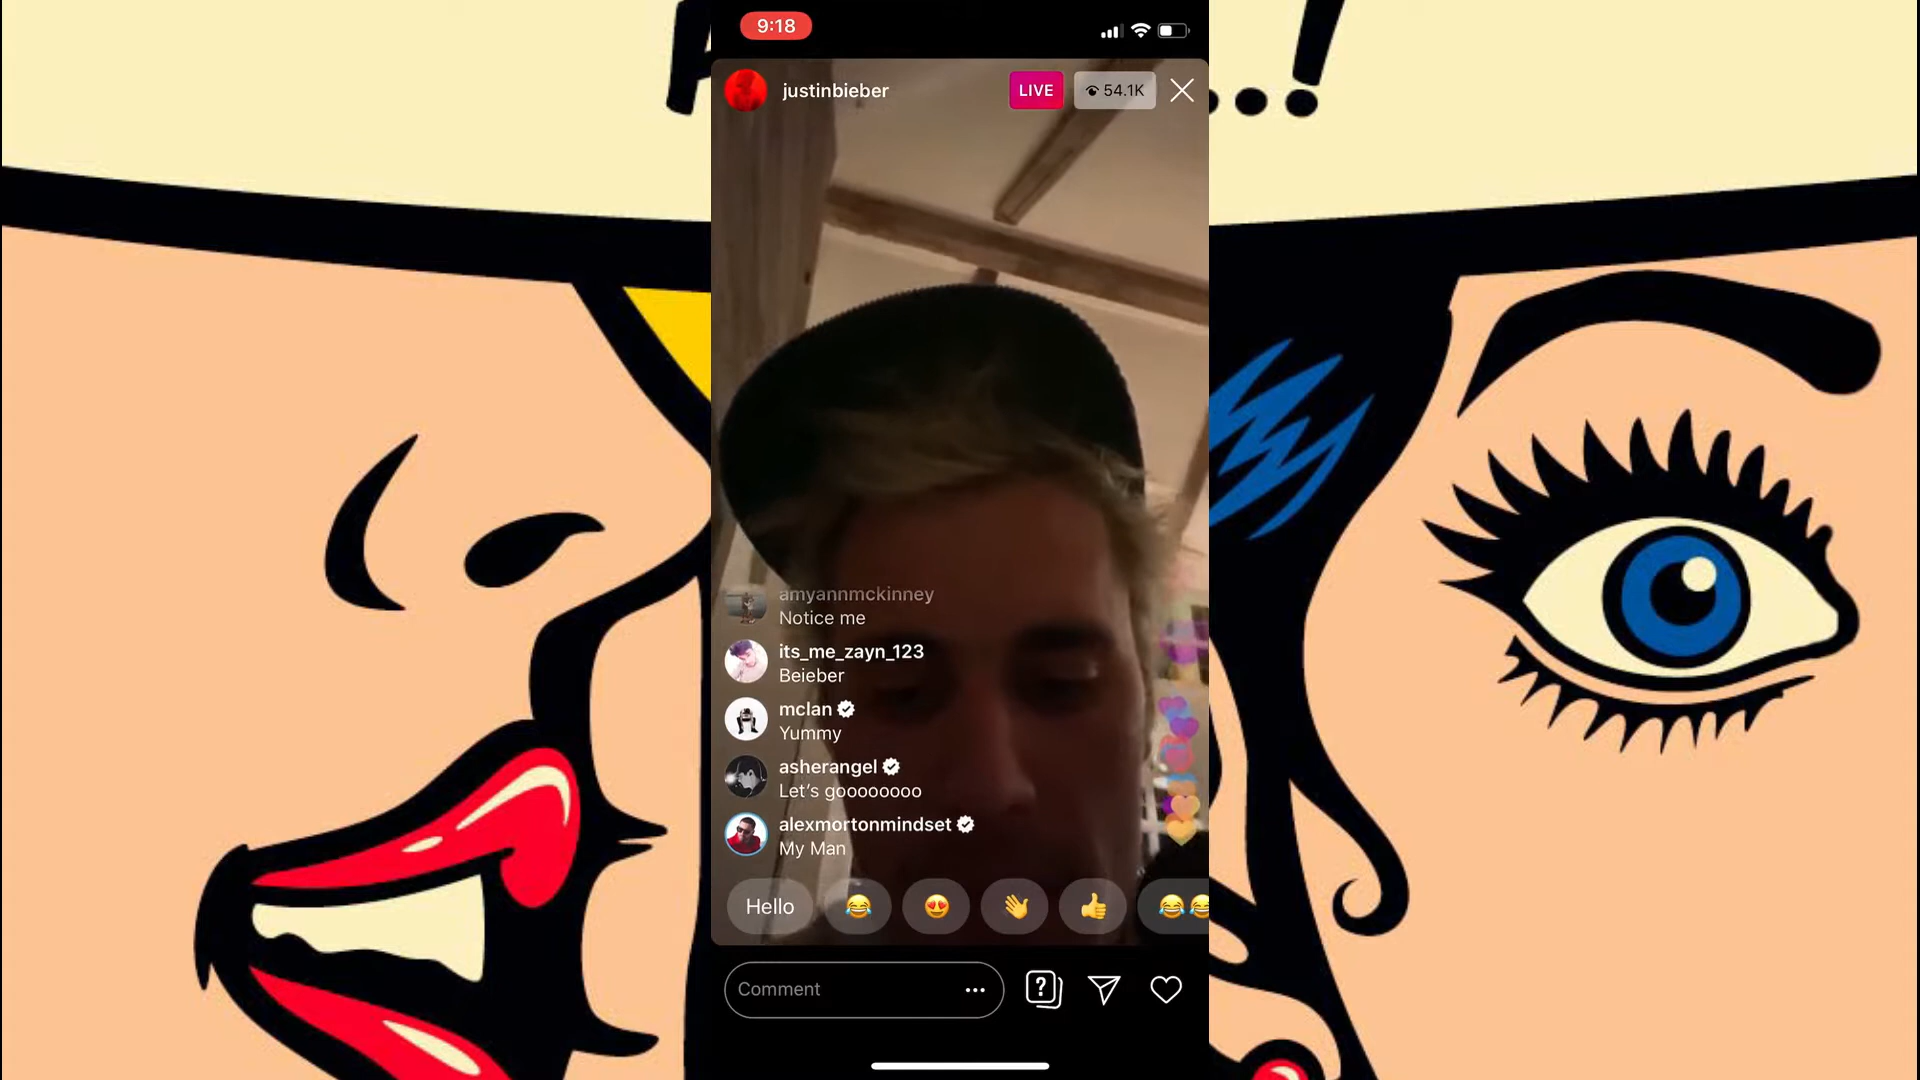 9:18
justinbieber
LIVE
54.1K
amyannmckinney
Notice me
its_me_zayn_123
Beieber
mclan
Yummy
asherangel
Let's goooooooo
alexmortonmindset
My Man
Hello
Comment